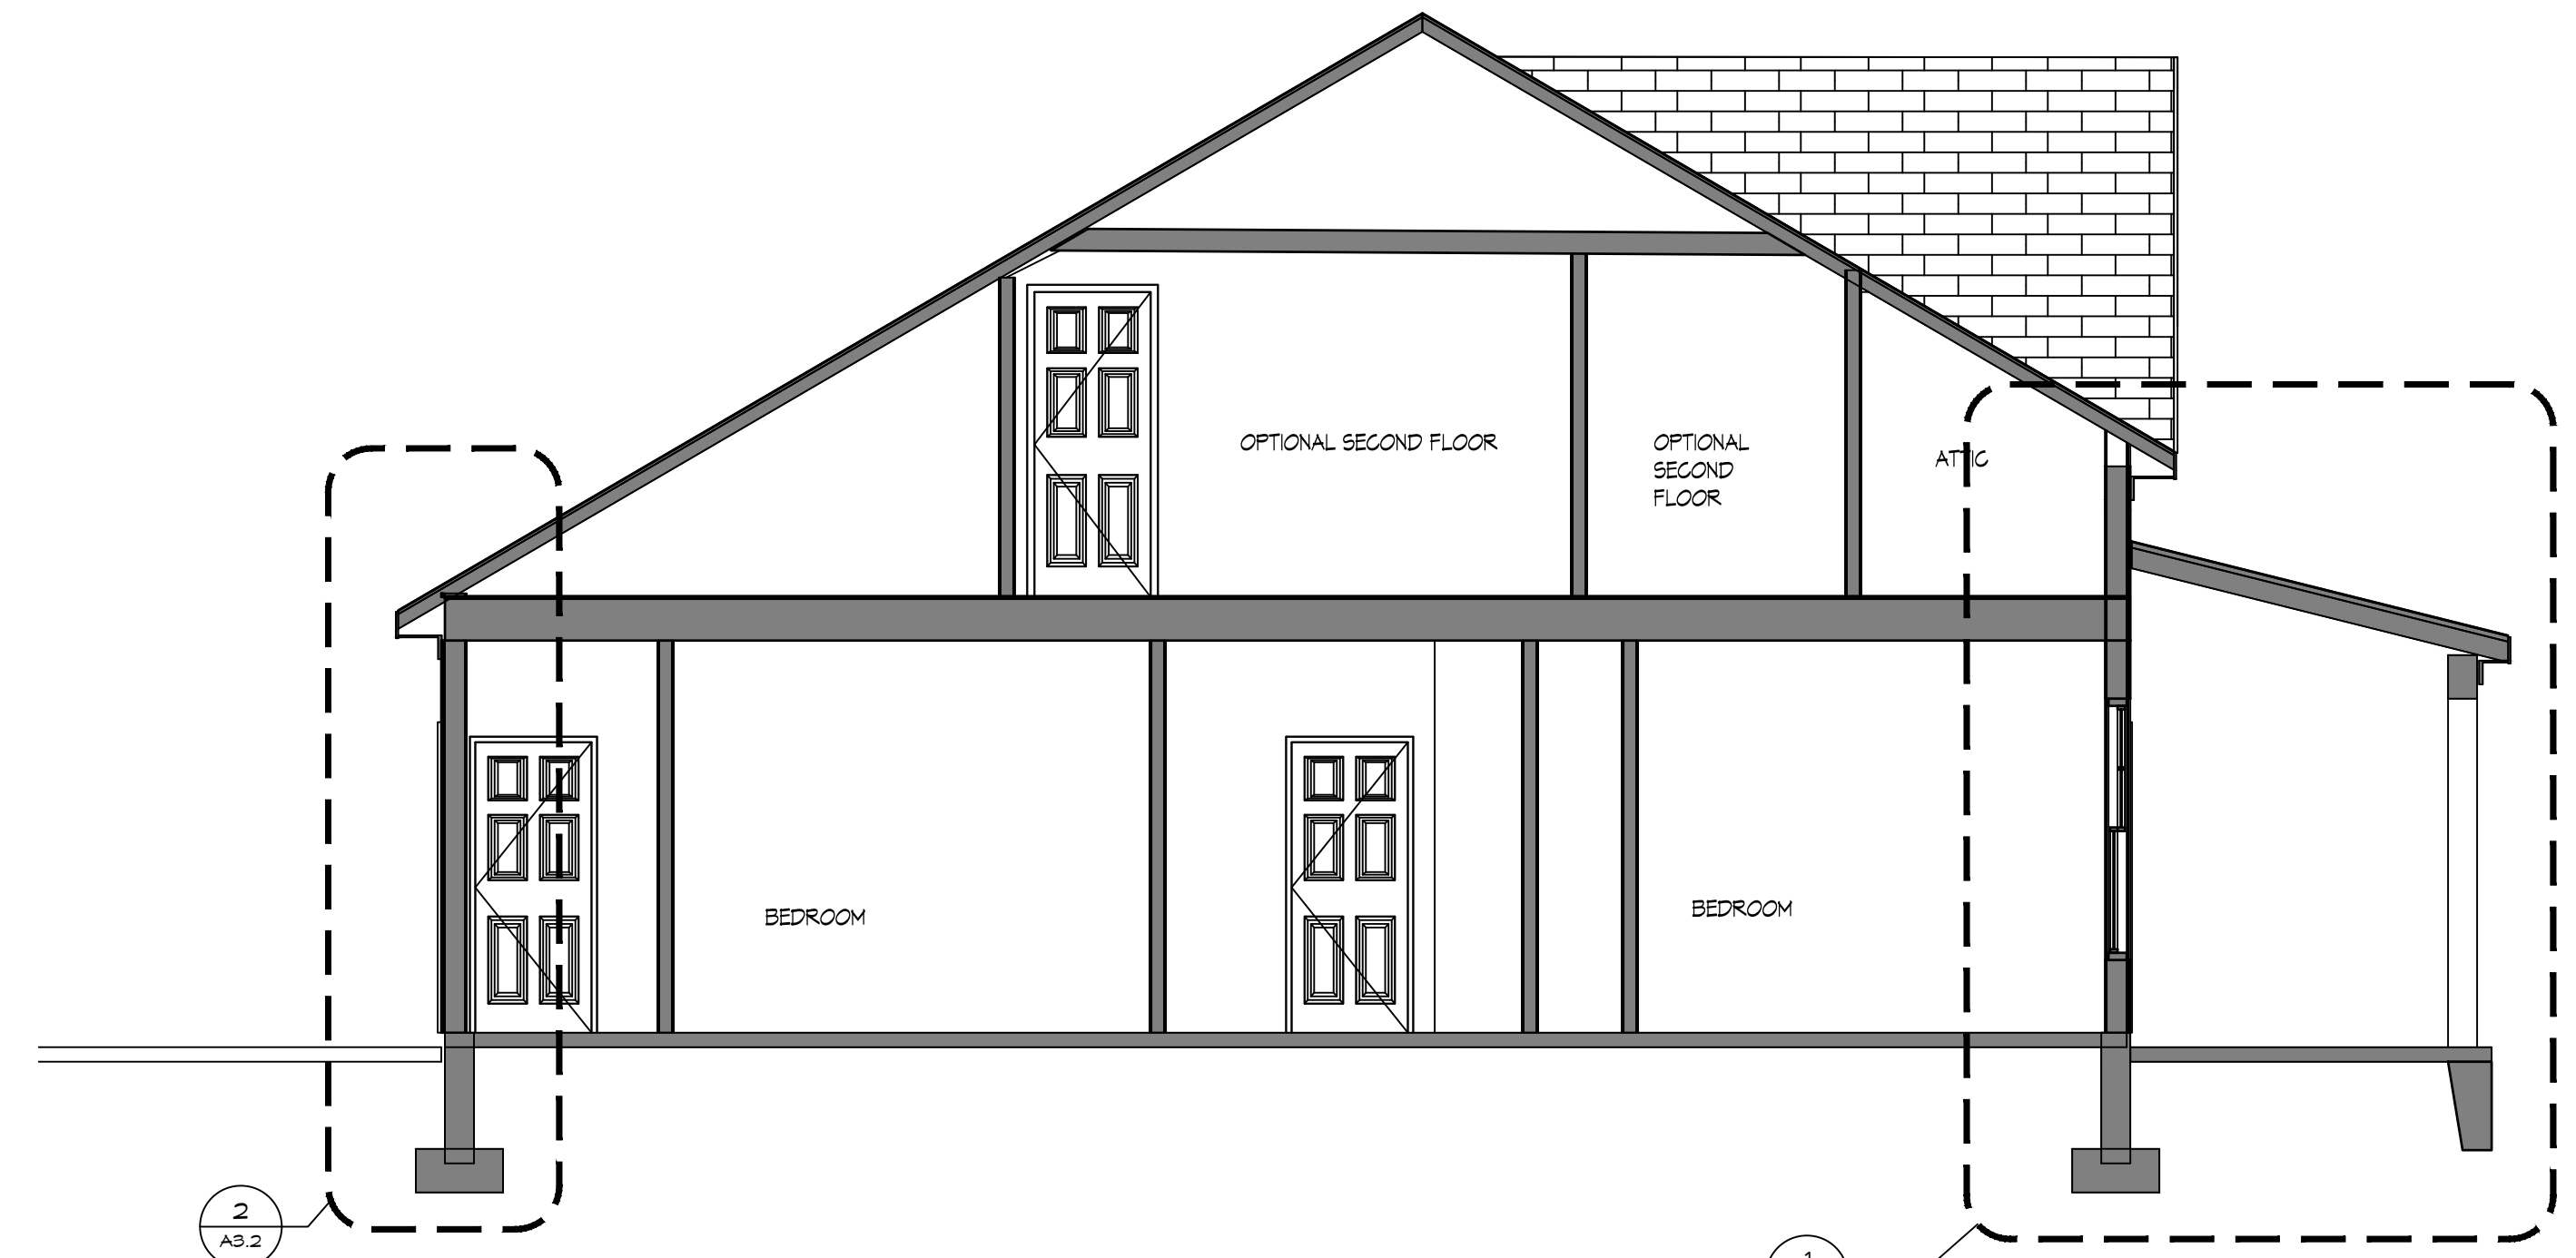 OPTIONAL SECOND FLOOR
OPTIONAL
SECOND
FLOOR
ATTIC
BEDROOM
BEDROOM
2
A3.2
1